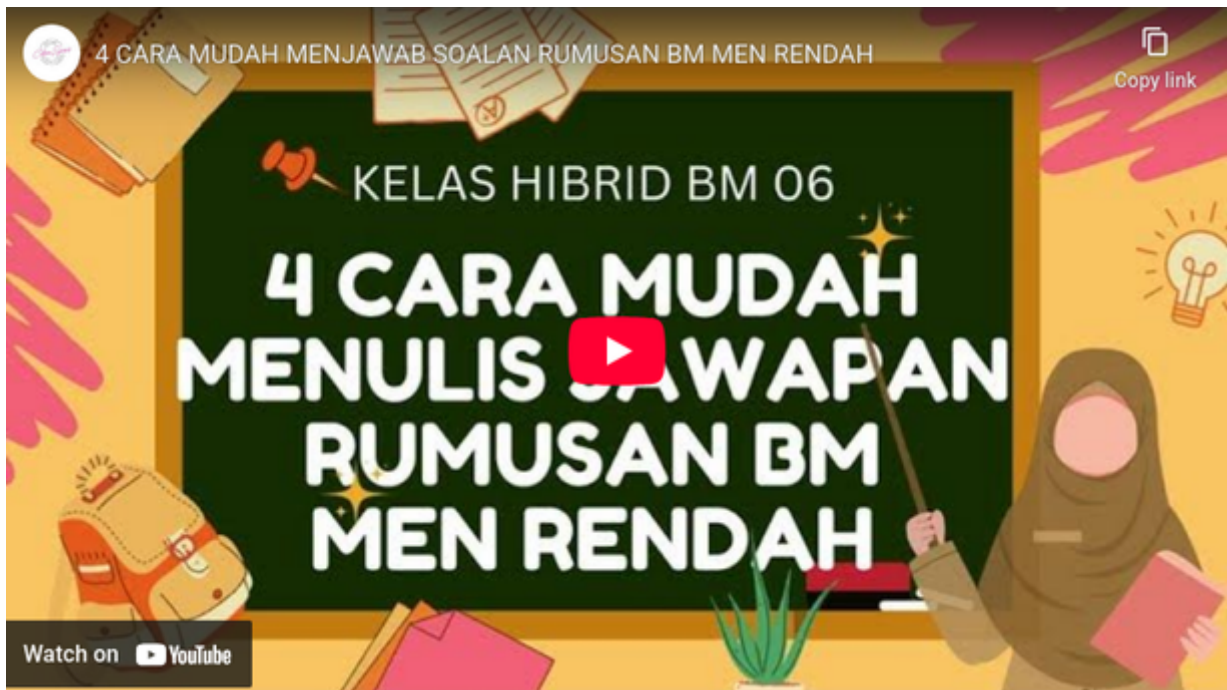 4 CARA MUDAH MENJAWAB SOALAN RUMUSAN BM MEN RENDAH
Copy link
KELAS HIBRID BM 06
4 CARA MUDAH
MENULIS JAWAPAN
RUMUSAN BM
MEN RENDAH
Watch on YouTube